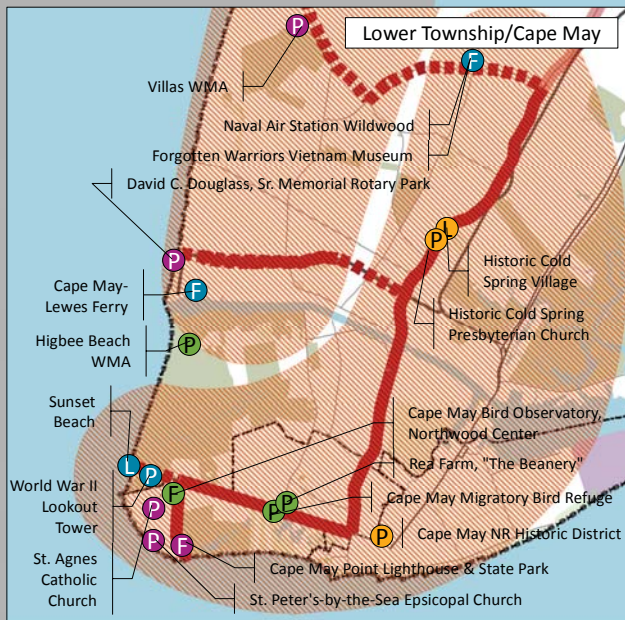 Lower Township/Cape May
P
F
Villas WMA
Naval Air Station Wildwood
Forgotten Warriors Vietnam Museum
David C. Douglass, Sr. Memorial Rotary Park
L
P
P
Historic Cold
Spring Village
Cape May-
Lewes Ferry
F
Historic Cold Spring
Presbyterian Church
Higbee Beach
WMA
P
Sunset
Beach
Cape May Bird Observatory,
Northwood Center
L
P
Rea Farm, "The Beanery"
World War II
Lookout
Tower
F
P
P
Cape May Migratory Bird Refuge
P
P
Cape May NR Historic District
St. Agnes
Catholic
Church
P
F
Cape May Point Lighthouse & State Park
St. Peter's-by-the-Sea Epsicopal Church